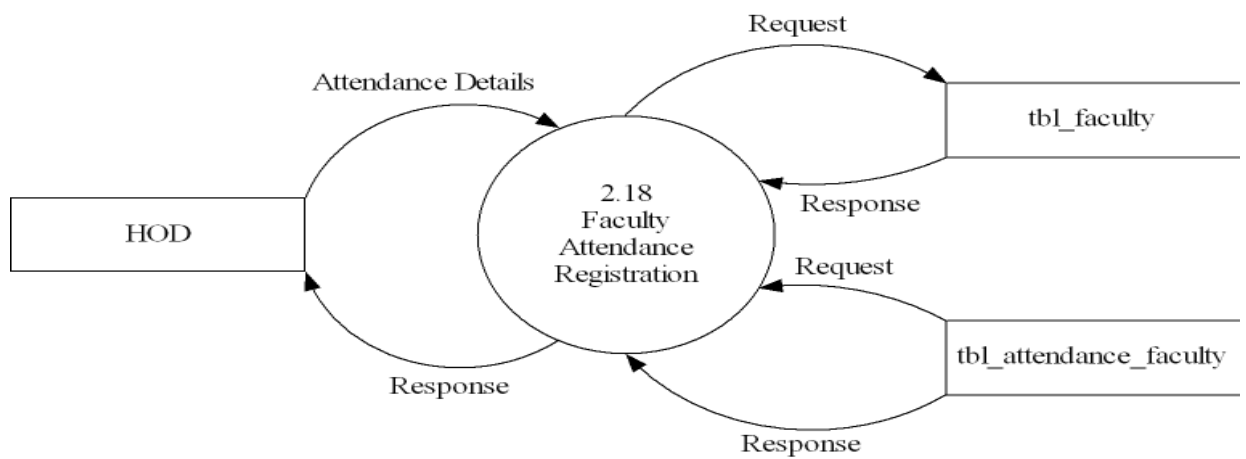 Request
Attendance Details
tbl_faculty
2.18
Faculty
Attendance
Registration
Response
HOD
Request
tbl_attendance_faculty
Response
Response